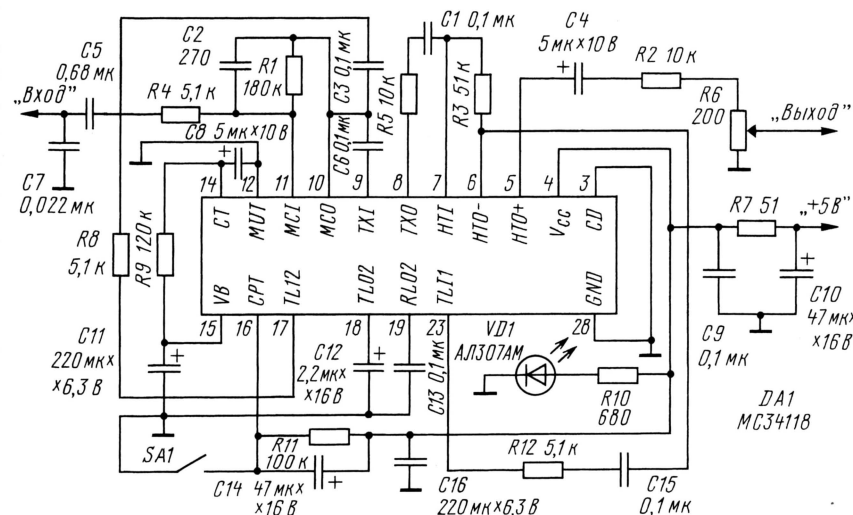 C1 0,1 мк
C2
270
C5
0,68 мк
R1
180 к
C3 0,1 мк
R5 10 к
R3 51 к
C4
5 мк × 10 В
R2 10 к
R6
200
R4 5,1 к
„Вход"
„Выход"
C8 5 мк × 10 В
C6 0,1 мк
C7
0,022 мк
14
12
11
10
9
8
7
6
5
4
3
CT
MUT
MCI
MCO
TXI
TXO
HTI
HTO-
HTO+
Vcc
CD
R7 51
„+5В"
R8
5,1 к
R9 120 к
VB
CPT
TLI2
TLO2
RLO2
TLI1
GND
15
16
17
18
19
23
28
C11
220 мк ×
× 6,3 В
C12
2,2 мк ×
× 16 В
C13 0,1 мк
VD1
АЛ307АМ
C9
0,1 мк
C10
47 мк ×
× 16 В
R10
680
DA1
MC34118
SA1
R11
100 к
R12 5,1 к
C14 47 мк ×
× 16 В
C16
220 мк × 6,3 В
C15
0,1 мк